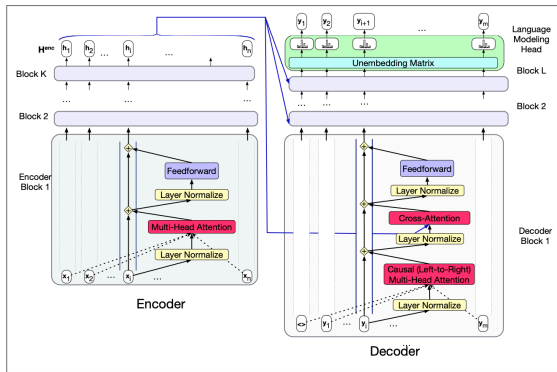 Hᵉⁿᶜ h₁ h₂ ... hᵢ hₙ
Block K
... ...
Block 2
Encoder
Block 1
Feedforward
Layer Normalize
Multi-Head Attention
Layer Normalize
x₁ x₂ ... xᵢ ... xₙ
Encoder
y₁ y₂ yᵢ₊₁ ... yₘ
Language
Modeling
Head
Unembedding Matrix
Block L
... ...
Block 2
Decoder
Block 1
Feedforward
Layer Normalize
Cross-Attention
Layer Normalize
Causal (Left-to-Right)
Multi-Head Attention
Layer Normalize
<> y₁ ... yᵢ ... yₘ
Decoder